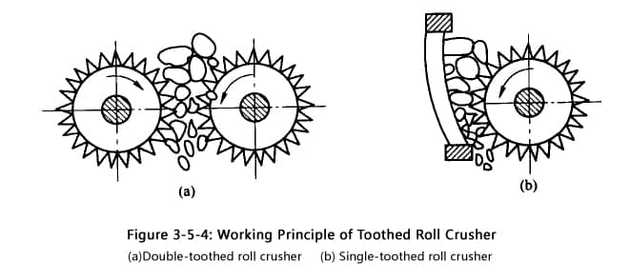 (a)
(b)
Figure 3-5-4: Working Principle of Toothed Roll Crusher
(a)Double-toothed roll crusher (b) Single-toothed roll crusher